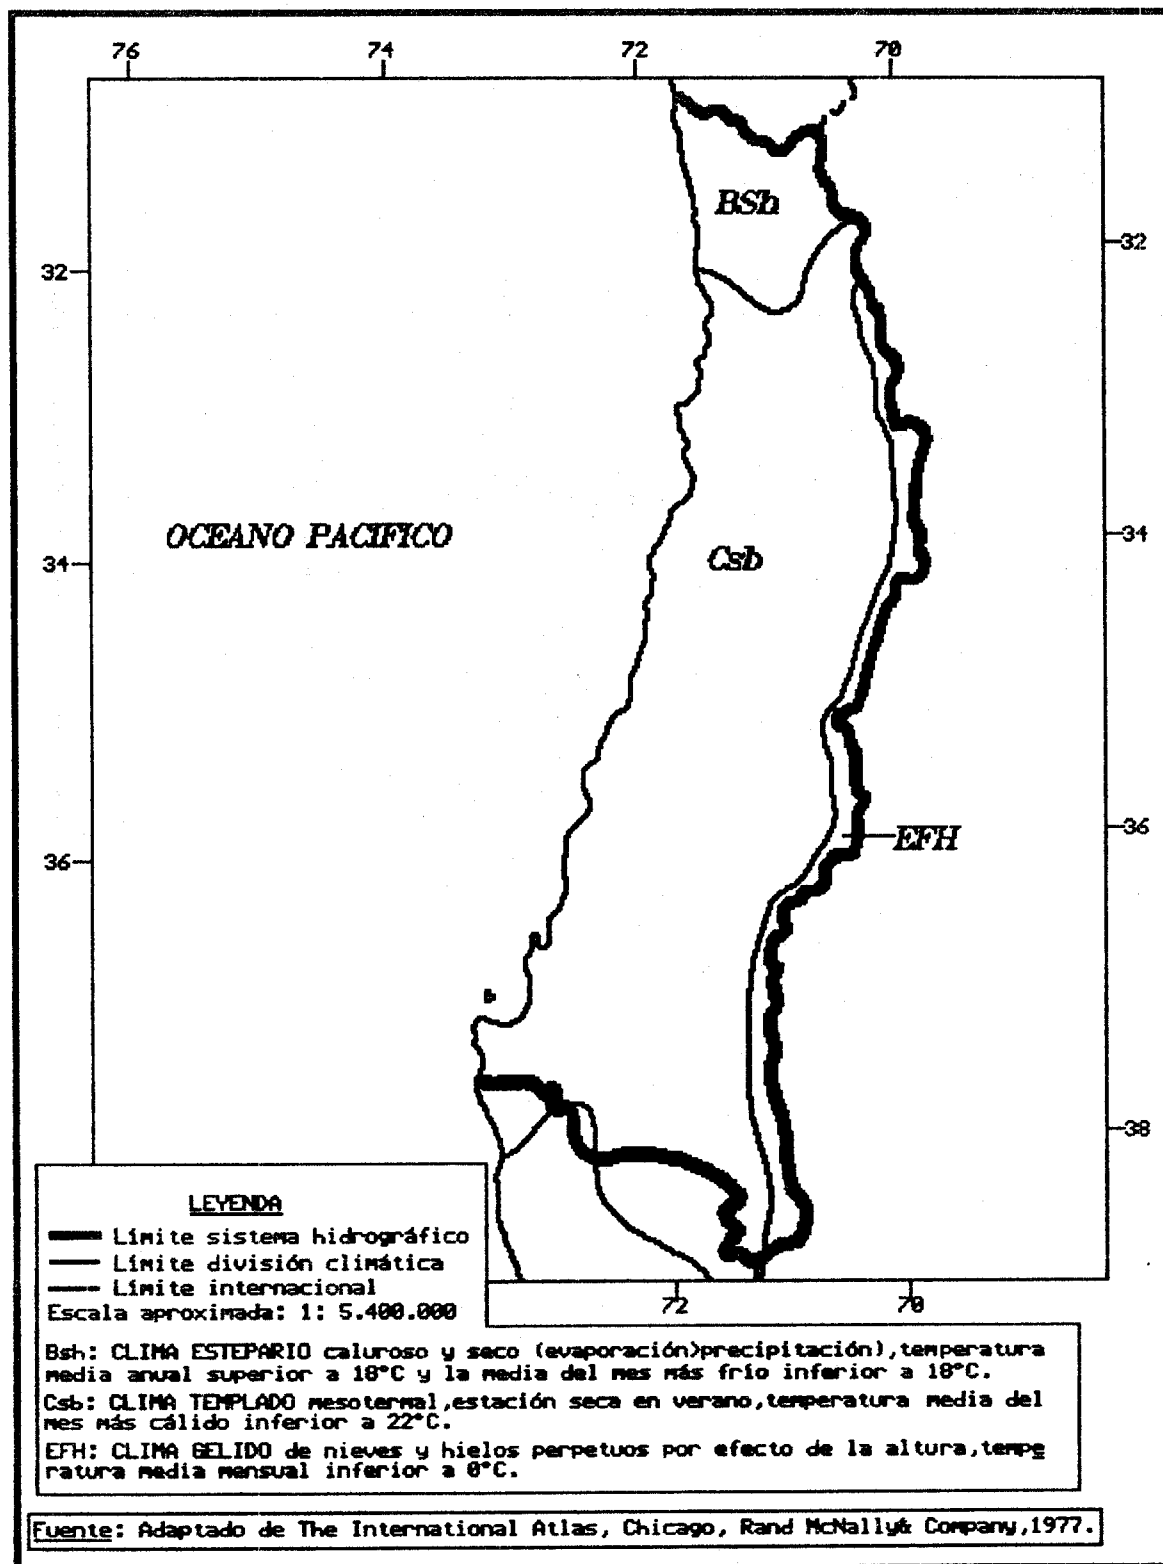 76 74 72 70
BSh
32
32
OCEANO PACIFICO
34
34
Csb
36
EFH
36
38
72 70
LEYENDA
Límite sistema hidrográfico
Límite división climática
Límite internacional
Escala aproximada: 1: 5.400.000
Bsh: CLIMA ESTEPARIO caluroso y seco (evaporación>precipitación),temperatura
media anual superior a 18°C y la media del mes más frío inferior a 18°C.
Csb: CLIMA TEMPLADO mesotermal,estación seca en verano,temperatura media del
mes más cálido inferior a 22°C.
EFH: CLIMA GELIDO de nieves y hielos perpetuos por efecto de la altura,tempe
ratura media mensual inferior a 0°C.
Fuente: Adaptado de The International Atlas, Chicago, Rand McNally& Company,1977.